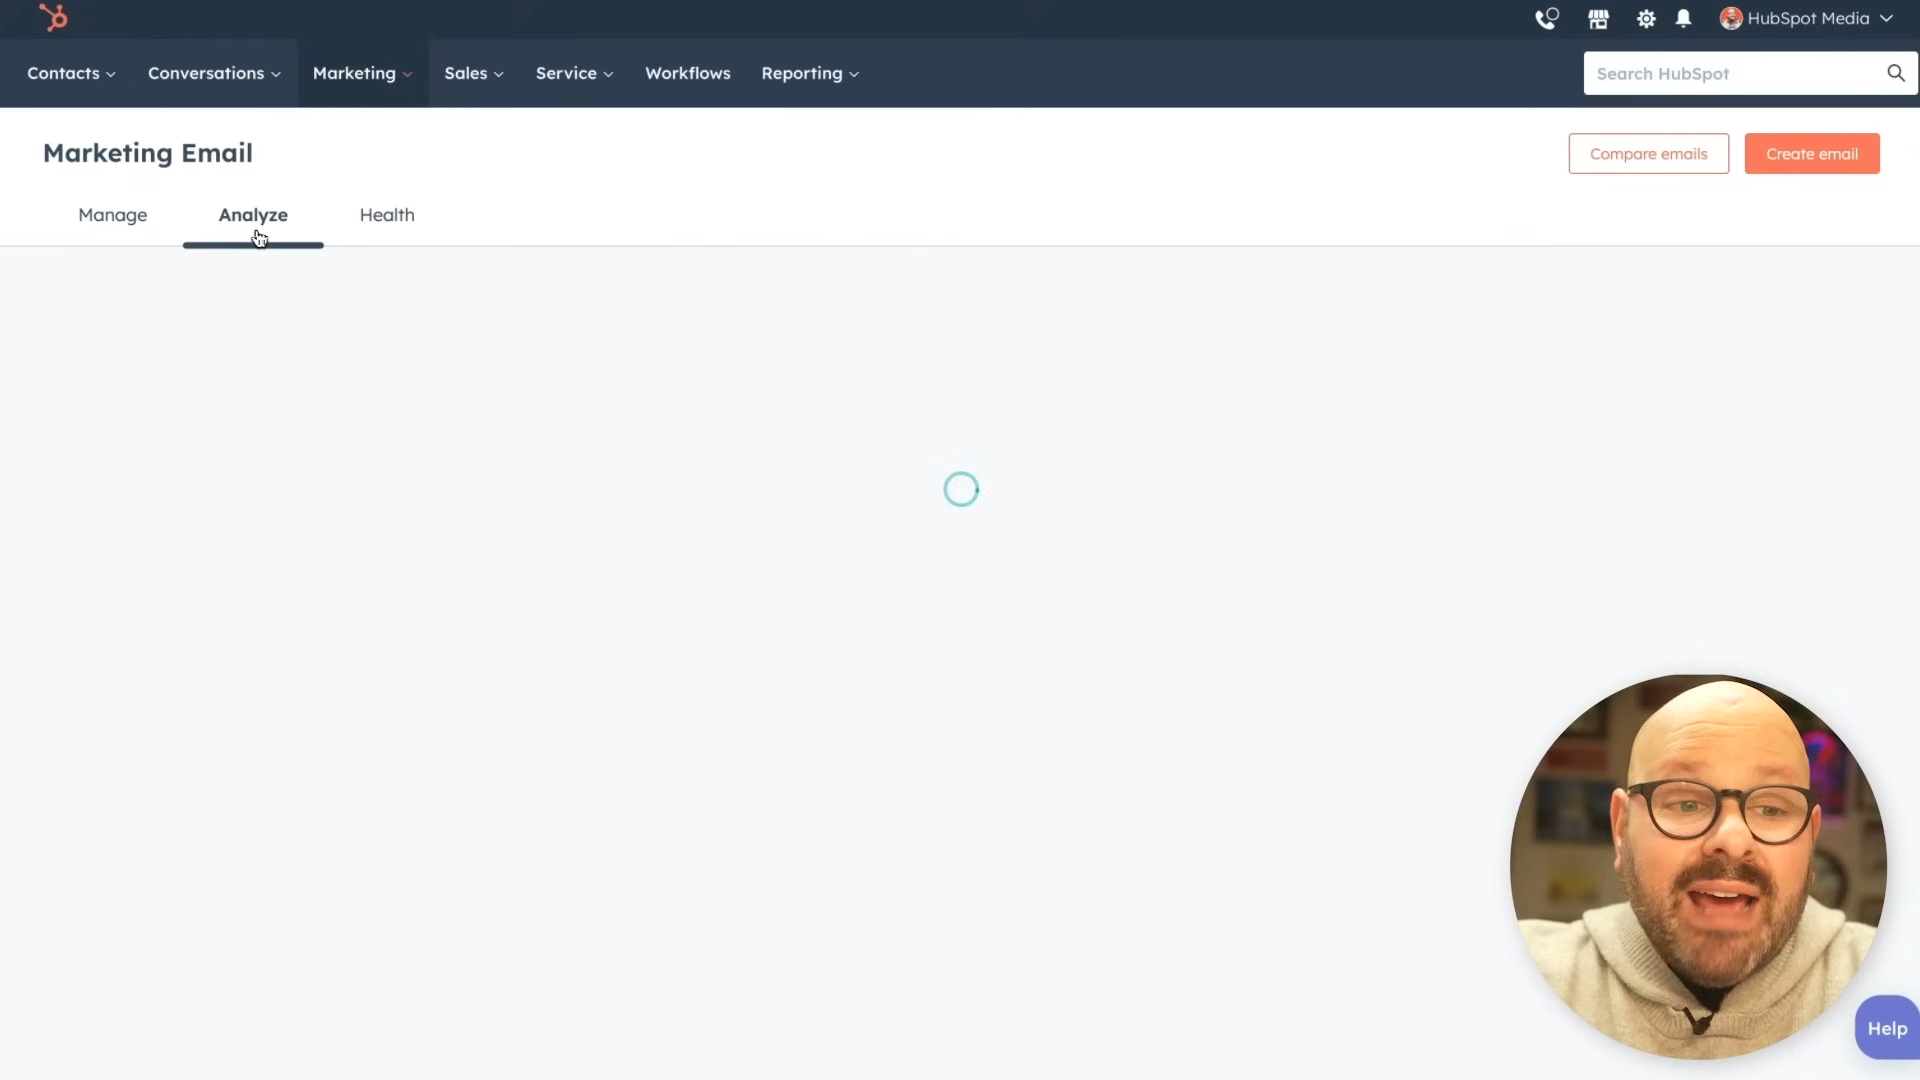 HubSpot Media
Contacts Conversations Marketing Sales Service Workflows Reporting Search HubSpot
Marketing Email
Compare emails Create email
Manage Analyze Health
Help